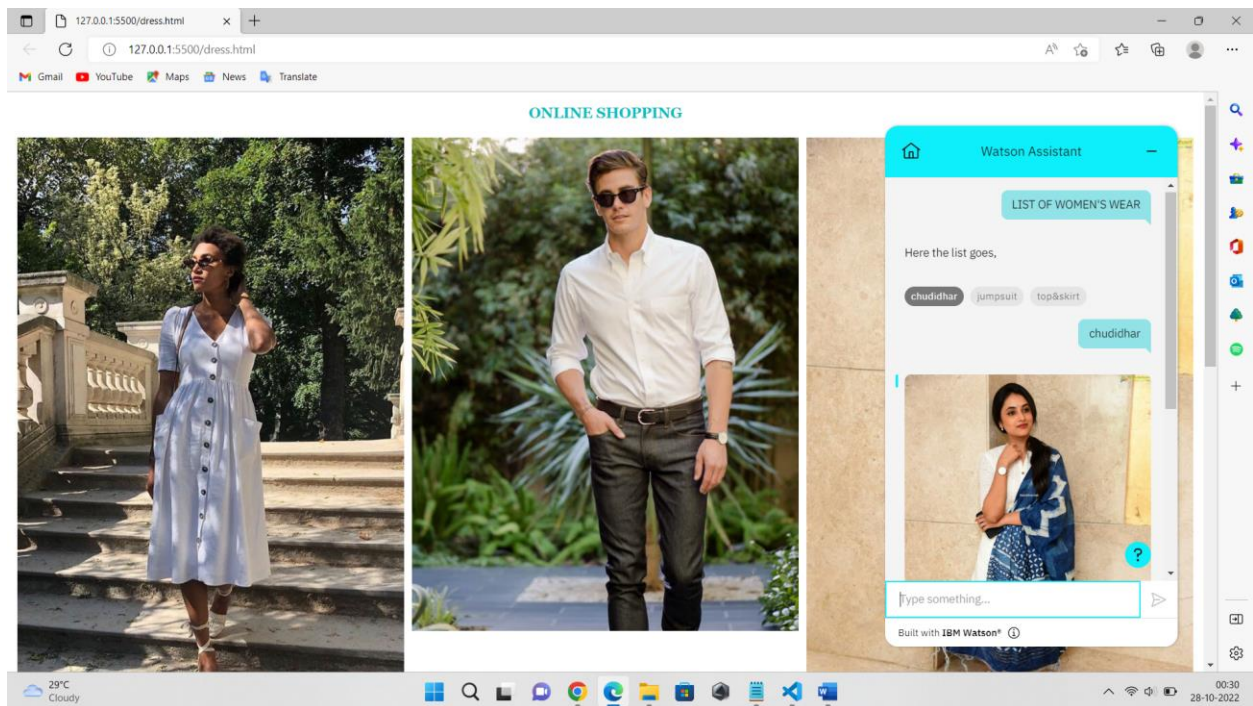 127.0.0.1:5500/dress.html
127.0.0.1:5500/dress.html
Gmail YouTube Maps News Translate
ONLINE SHOPPING
Watson Assistant
LIST OF WOMEN'S WEAR
Here the list goes,
chudidhar jumpsuit top&skirt
chudidhar
?
Type something...
Built with IBM Watson®
29°C
Cloudy
00:30
28-10-2022